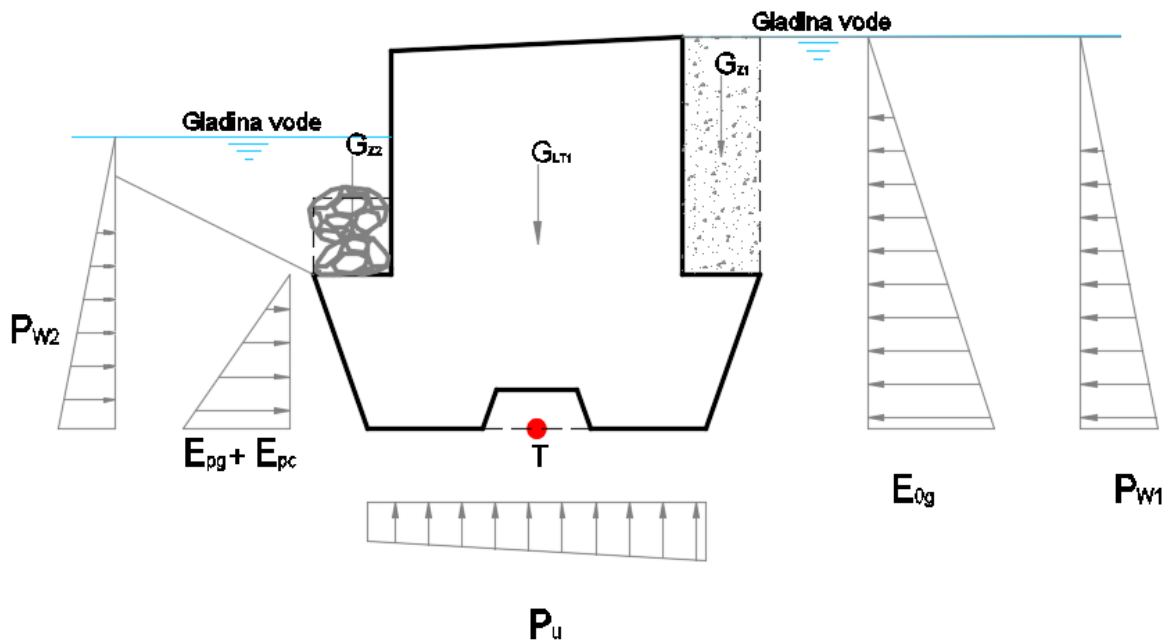 Gladina vode
G_Z1
Gladina vode
G_Z2
G_LT1
P_W2
E_pg + E_pc
T
E_0g
P_W1
P_u